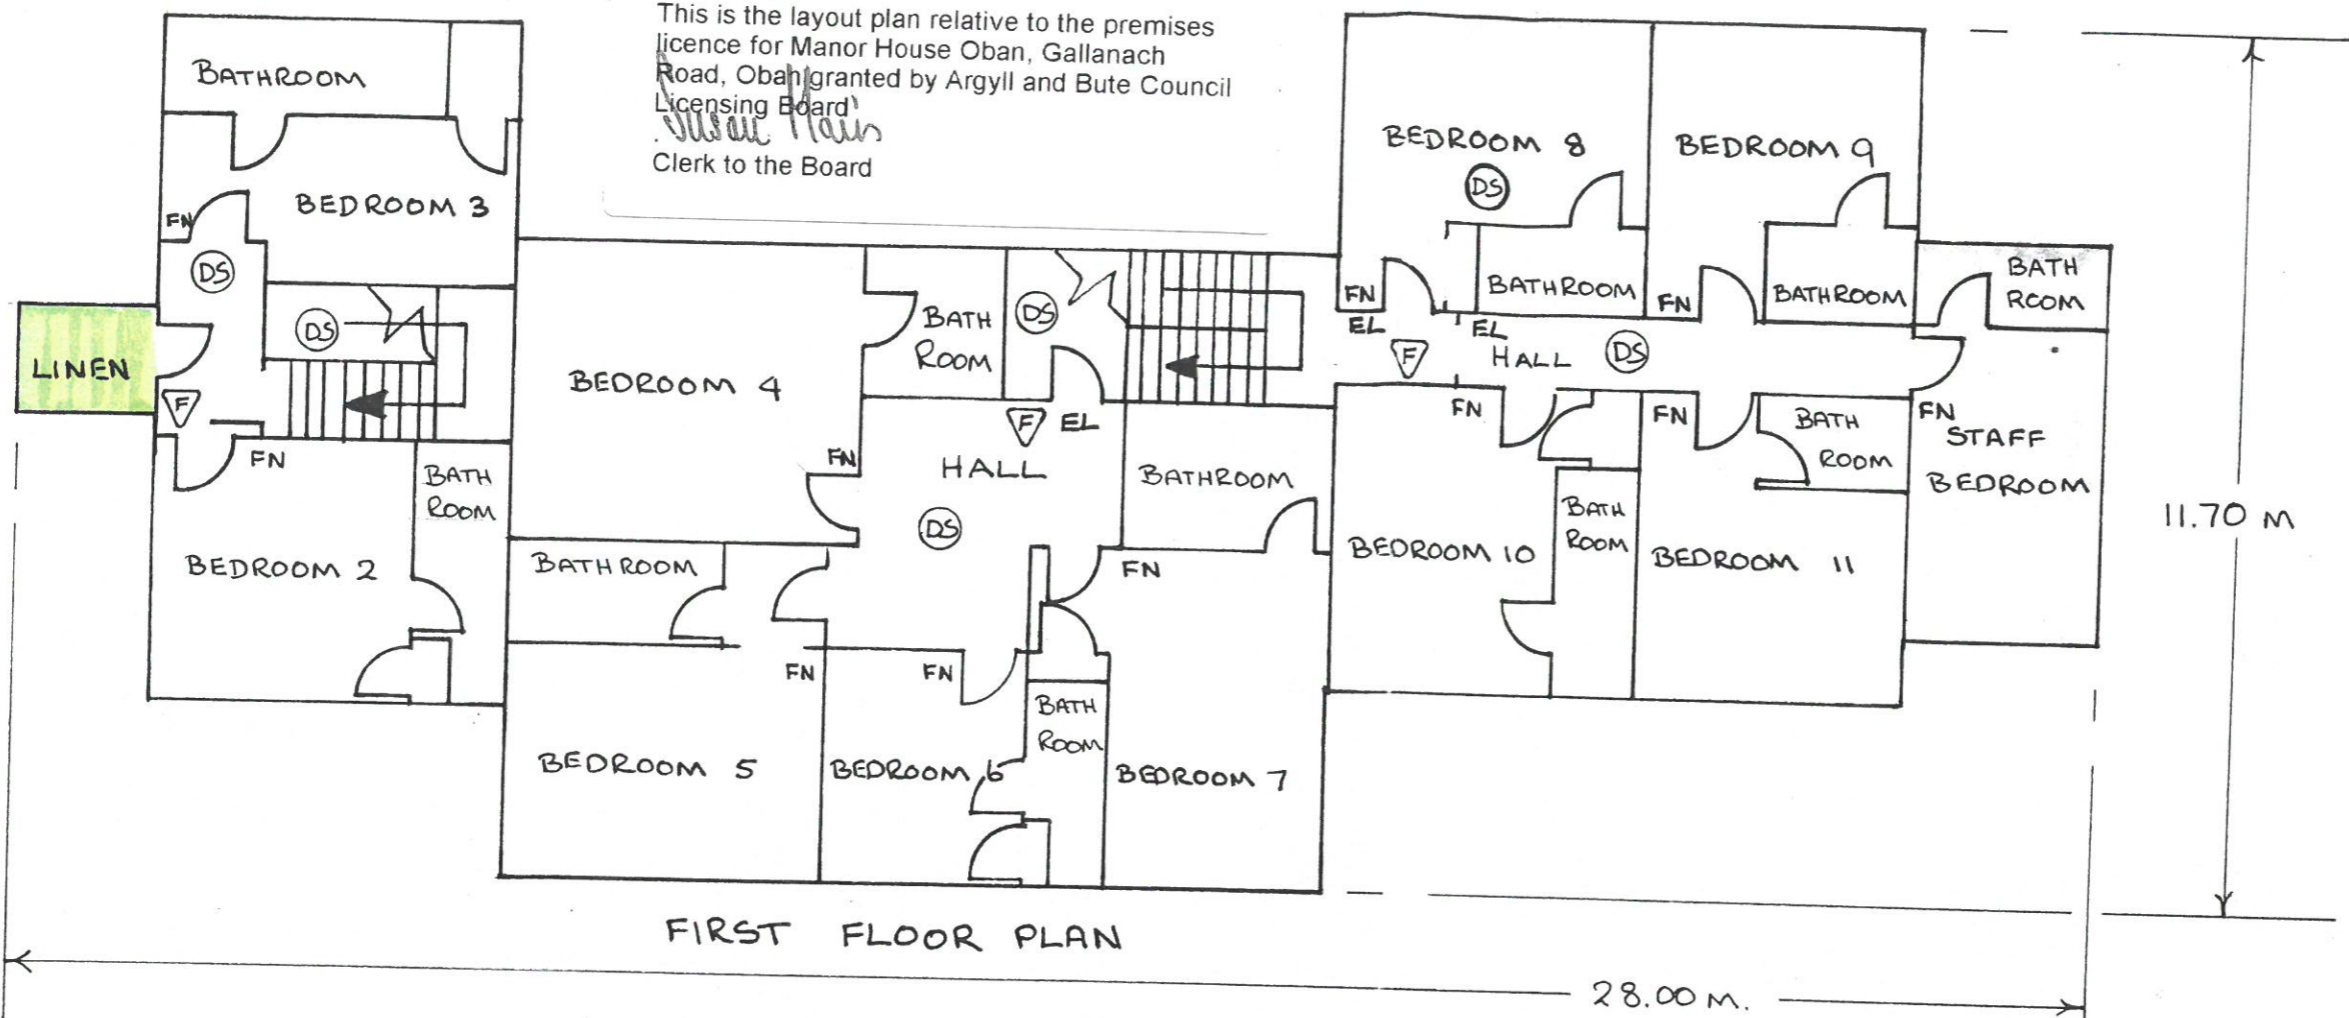 This is the layout plan relative to the premises
licence for Manor House Oban, Gallanach
Road, Oban granted by Argyll and Bute Council
Licensing Board
Clerk to the Board
BATHROOM
BEDROOM 3
FN
DS
DS
LINEN
F
FN
BATH
ROOM
BEDROOM 2
BEDROOM 4
BATH
ROOM
DS
FN
F EL
HALL
DS
BATHROOM
BATHROOM
FN
FN
FN
BEDROOM 5
BEDROOM 6
BATH
ROOM
BEDROOM 7
BEDROOM 8
DS
BEDROOM 9
BATHROOM
BATHROOM
BATH
ROOM
FN
EL
EL
FN
F
HALL
DS
FN
FN
FN
BATH
ROOM
STAFF
BEDROOM
BEDROOM 10
BATH
ROOM
BEDROOM 11
11.70 M
FIRST FLOOR PLAN
28.00 M.